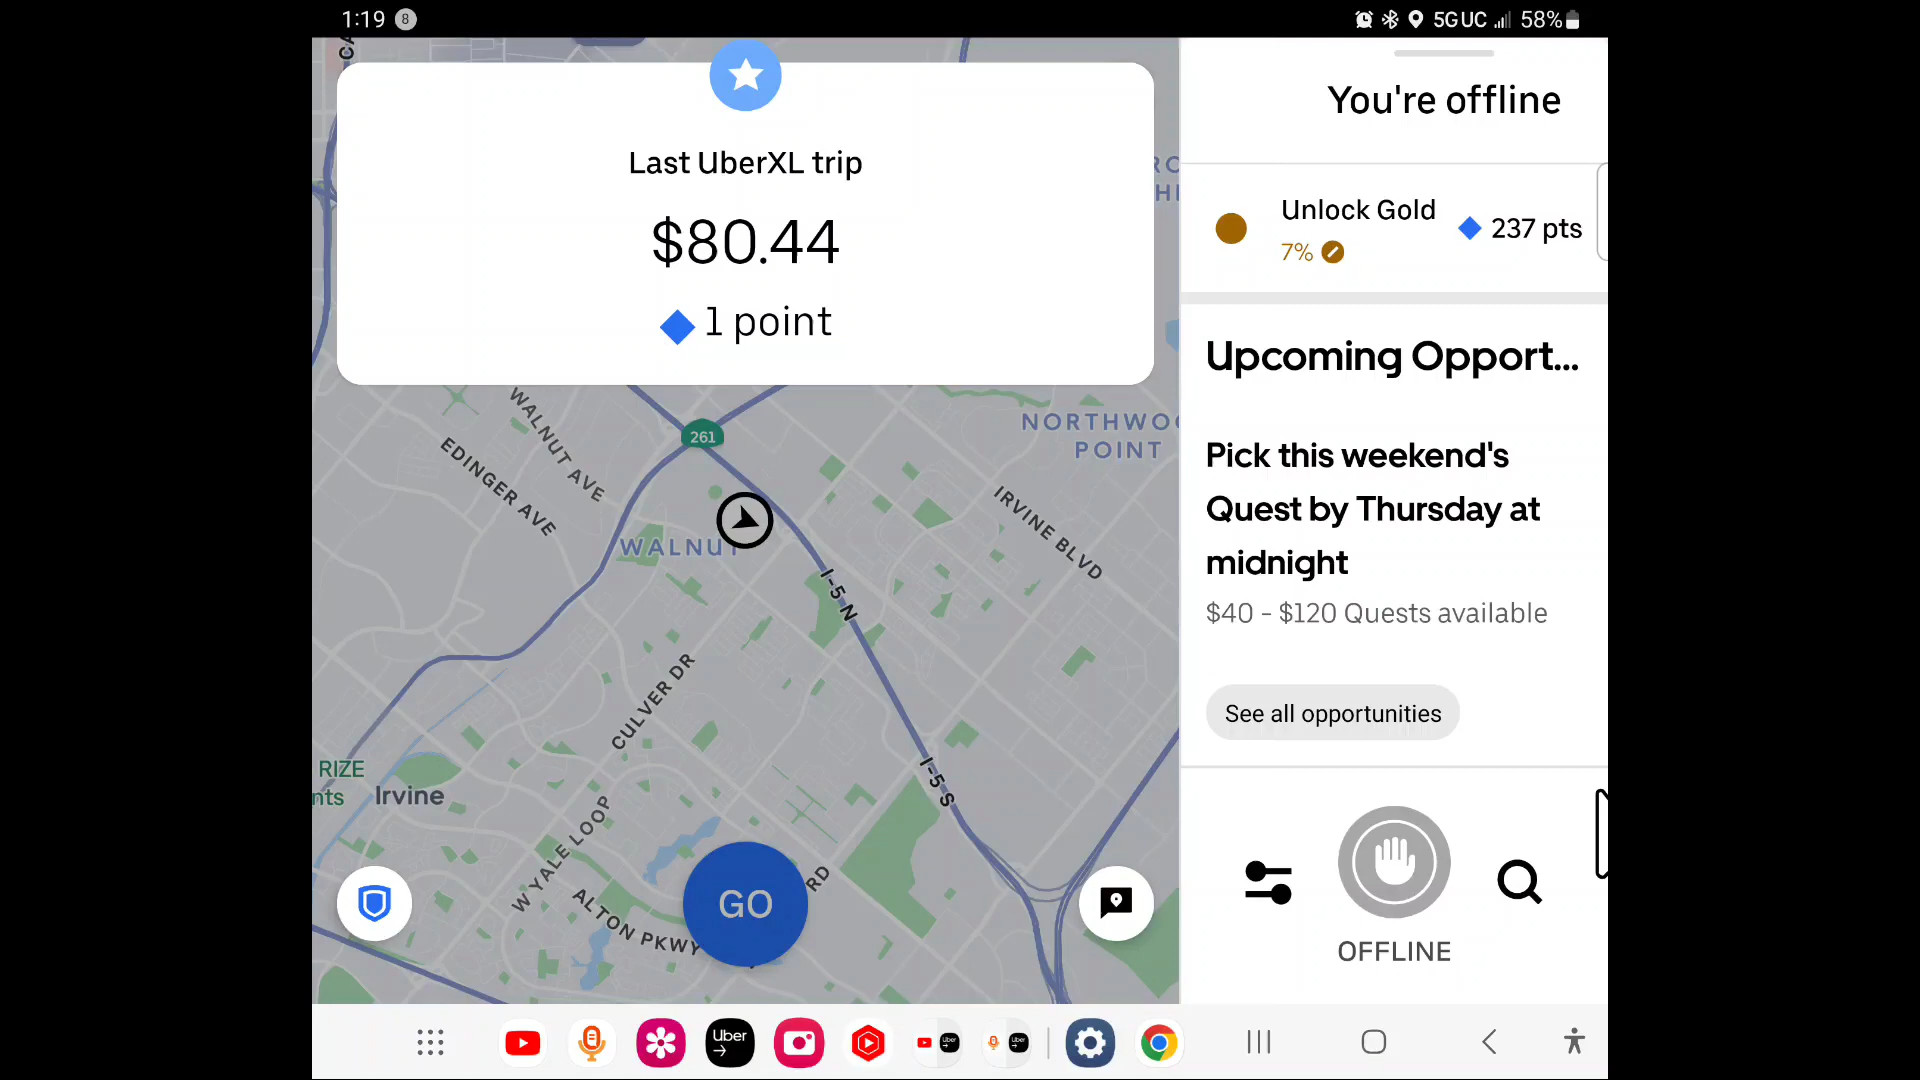 1:19 8
5G UC 58%
Last UberXL trip
$80.44
1 point
You're offline
Unlock Gold
7%
237 pts
Upcoming Opport...
Pick this weekend's
Quest by Thursday at
midnight
$40 - $120 Quests available
See all opportunities
OFFLINE
261
WALNUT AVE
EDINGER AVE
NORTHWO
POINT
IRVINE BLVD
WALNUT
I-5 N
CULVER DR
I-5 S
RIZE
nts
Irvine
W YALE LOOP
ALTON PKWY
RD
GO
Uber